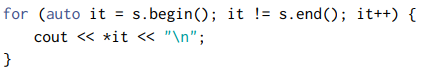 for (auto it = s.begin(); it != s.end(); it++) {
    cout << *it << "\n";
}